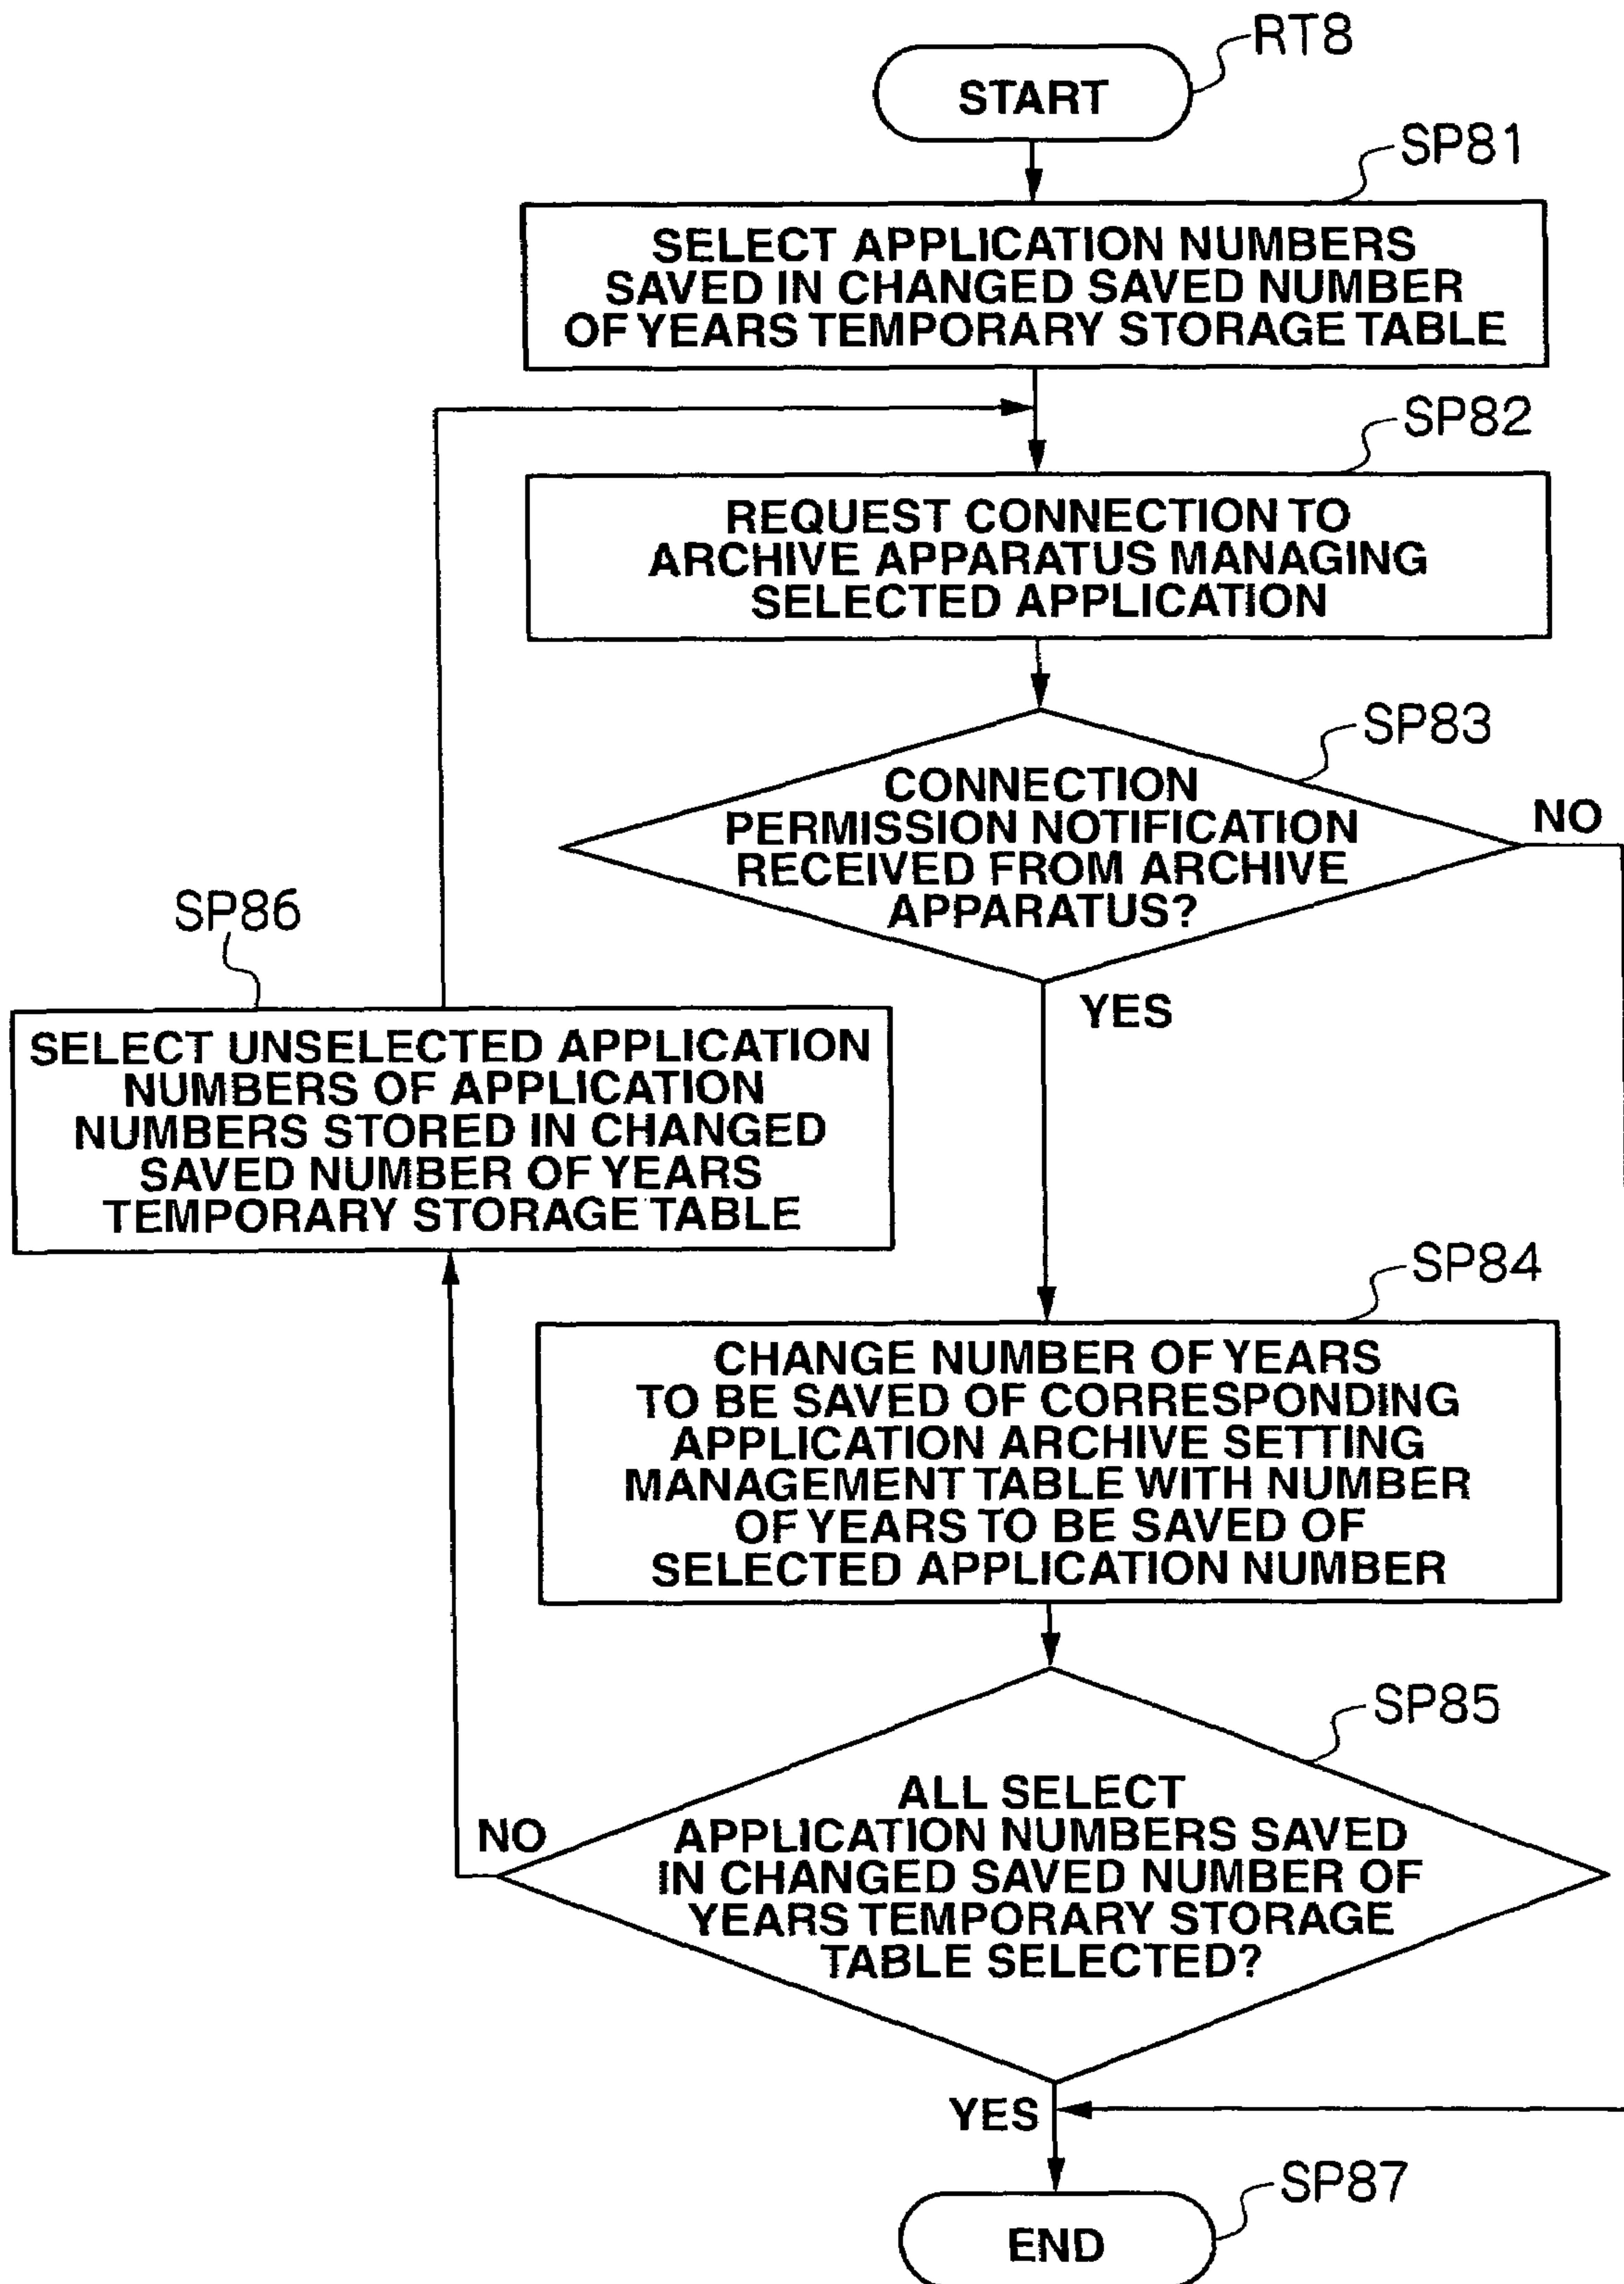 RT8
START
SP81
SELECT APPLICATION NUMBERS
SAVED IN CHANGED SAVED NUMBER
OF YEARS TEMPORARY STORAGE TABLE
SP82
REQUEST CONNECTION TO
ARCHIVE APPARATUS MANAGING
SELECTED APPLICATION
SP83
CONNECTION
PERMISSION NOTIFICATION
RECEIVED FROM ARCHIVE
APPARATUS?
NO
YES
SP86
SELECT UNSELECTED APPLICATION
NUMBERS OF APPLICATION
NUMBERS STORED IN CHANGED
SAVED NUMBER OF YEARS
TEMPORARY STORAGE TABLE
SP84
CHANGE NUMBER OF YEARS
TO BE SAVED OF CORRESPONDING
APPLICATION ARCHIVE SETTING
MANAGEMENT TABLE WITH NUMBER
OF YEARS TO BE SAVED OF
SELECTED APPLICATION NUMBER
SP85
ALL SELECT
APPLICATION NUMBERS SAVED
IN CHANGED SAVED NUMBER OF
YEARS TEMPORARY STORAGE
TABLE SELECTED?
NO
YES
SP87
END